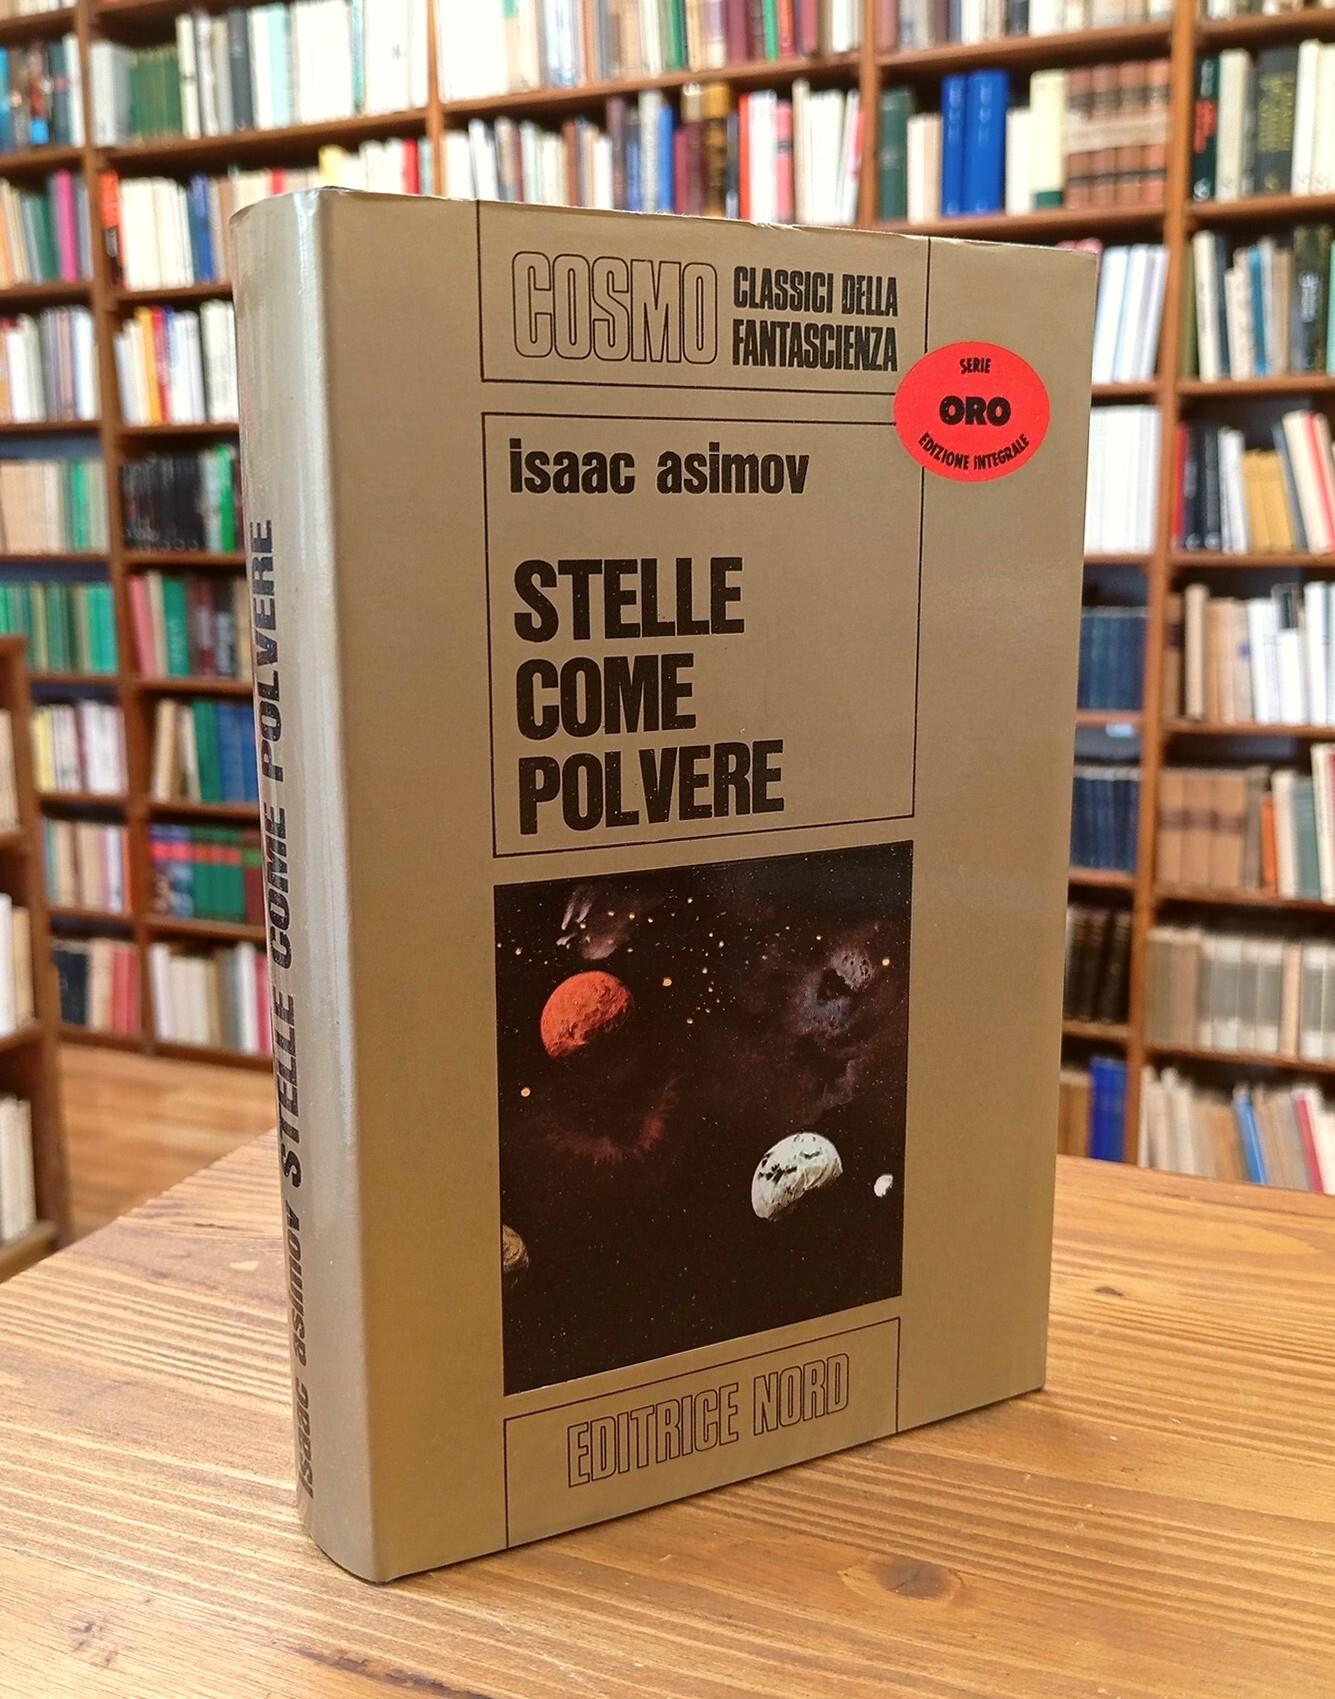 COSMO
CLASSICI DELLA
FANTASCIENZA
SERIE
ORO
EDIZIONE INTEGRALE
isaac asimov
STELLE
COME
POLVERE
EDITRICE NORD
isaac asimov STELLE COME POLVERE